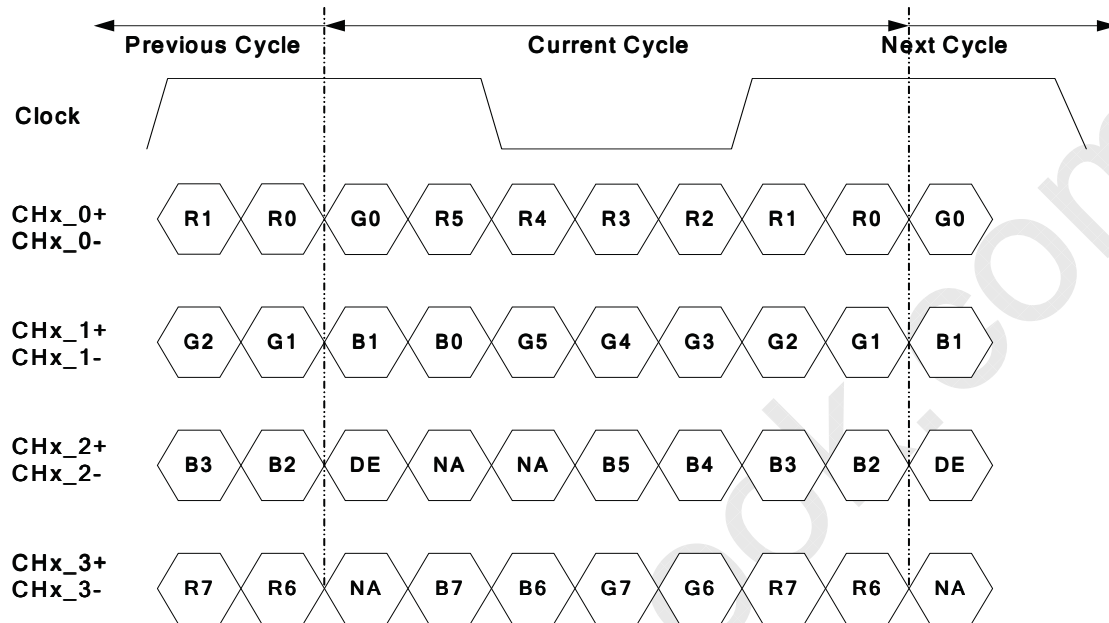 Previous Cycle Current Cycle Next Cycle
Clock
CHx_0+
CHx_0-
R1 R0 G0 R5 R4 R3 R2 R1 R0 G0
CHx_1+
CHx_1-
G2 G1 B1 B0 G5 G4 G3 G2 G1 B1
CHx_2+
CHx_2-
B3 B2 DE NA NA B5 B4 B3 B2 DE
CHx_3+
CHx_3-
R7 R6 NA B7 B6 G7 G6 R7 R6 NA
ook.com